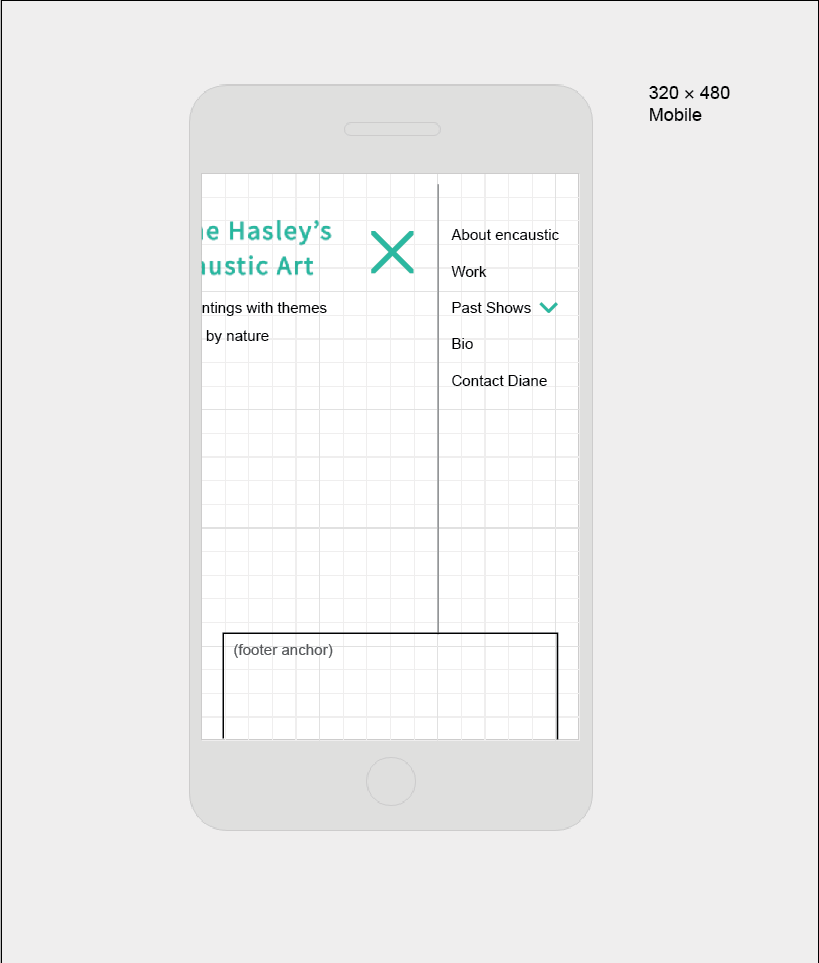 320 × 480
Mobile
ne Hasley’s
austic Art
ntings with themes
by nature
About encaustic
Work
Past Shows
Bio
Contact Diane
(footer anchor)